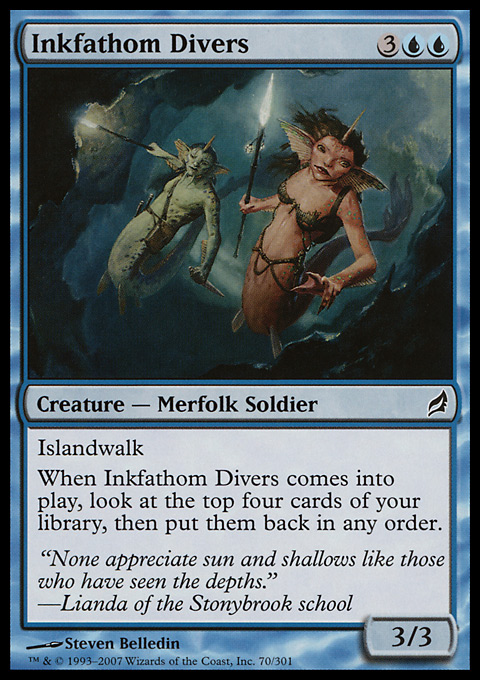 Inkfathom Divers 3
Creature — Merfolk Soldier
Islandwalk
When Inkfathom Divers comes into
play, look at the top four cards of your
library, then put them back in any order.
“None appreciate sun and shallows like those
who have seen the depths.”
—Lianda of the Stonybrook school
3/3
Steven Belledin
™ & © 1993–2007 Wizards of the Coast, Inc. 70/301